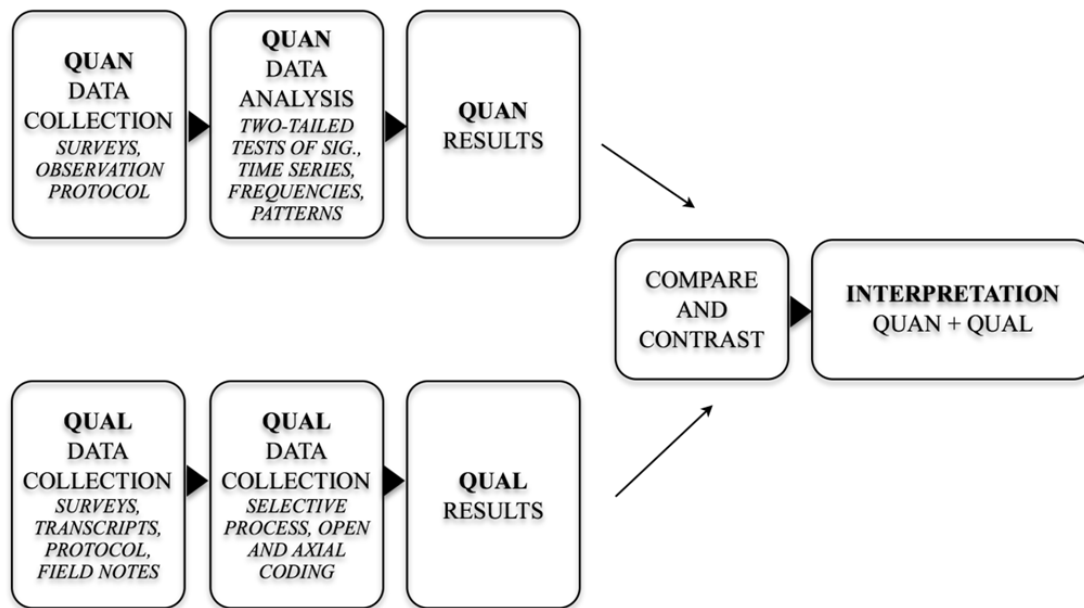 QUAN
DATA
COLLECTION
SURVEYS,
OBSERVATION
PROTOCOL
QUAN
DATA
ANALYSIS
TWO-TAILED
TESTS OF SIG.,
TIME SERIES,
FREQUENCIES,
PATTERNS
QUAN
RESULTS
COMPARE
AND
CONTRAST
INTERPRETATION
QUAN + QUAL
QUAL
DATA
COLLECTION
SURVEYS,
TRANSCRIPTS,
PROTOCOL,
FIELD NOTES
QUAL
DATA
COLLECTION
SELECTIVE
PROCESS, OPEN
AND AXIAL
CODING
QUAL
RESULTS